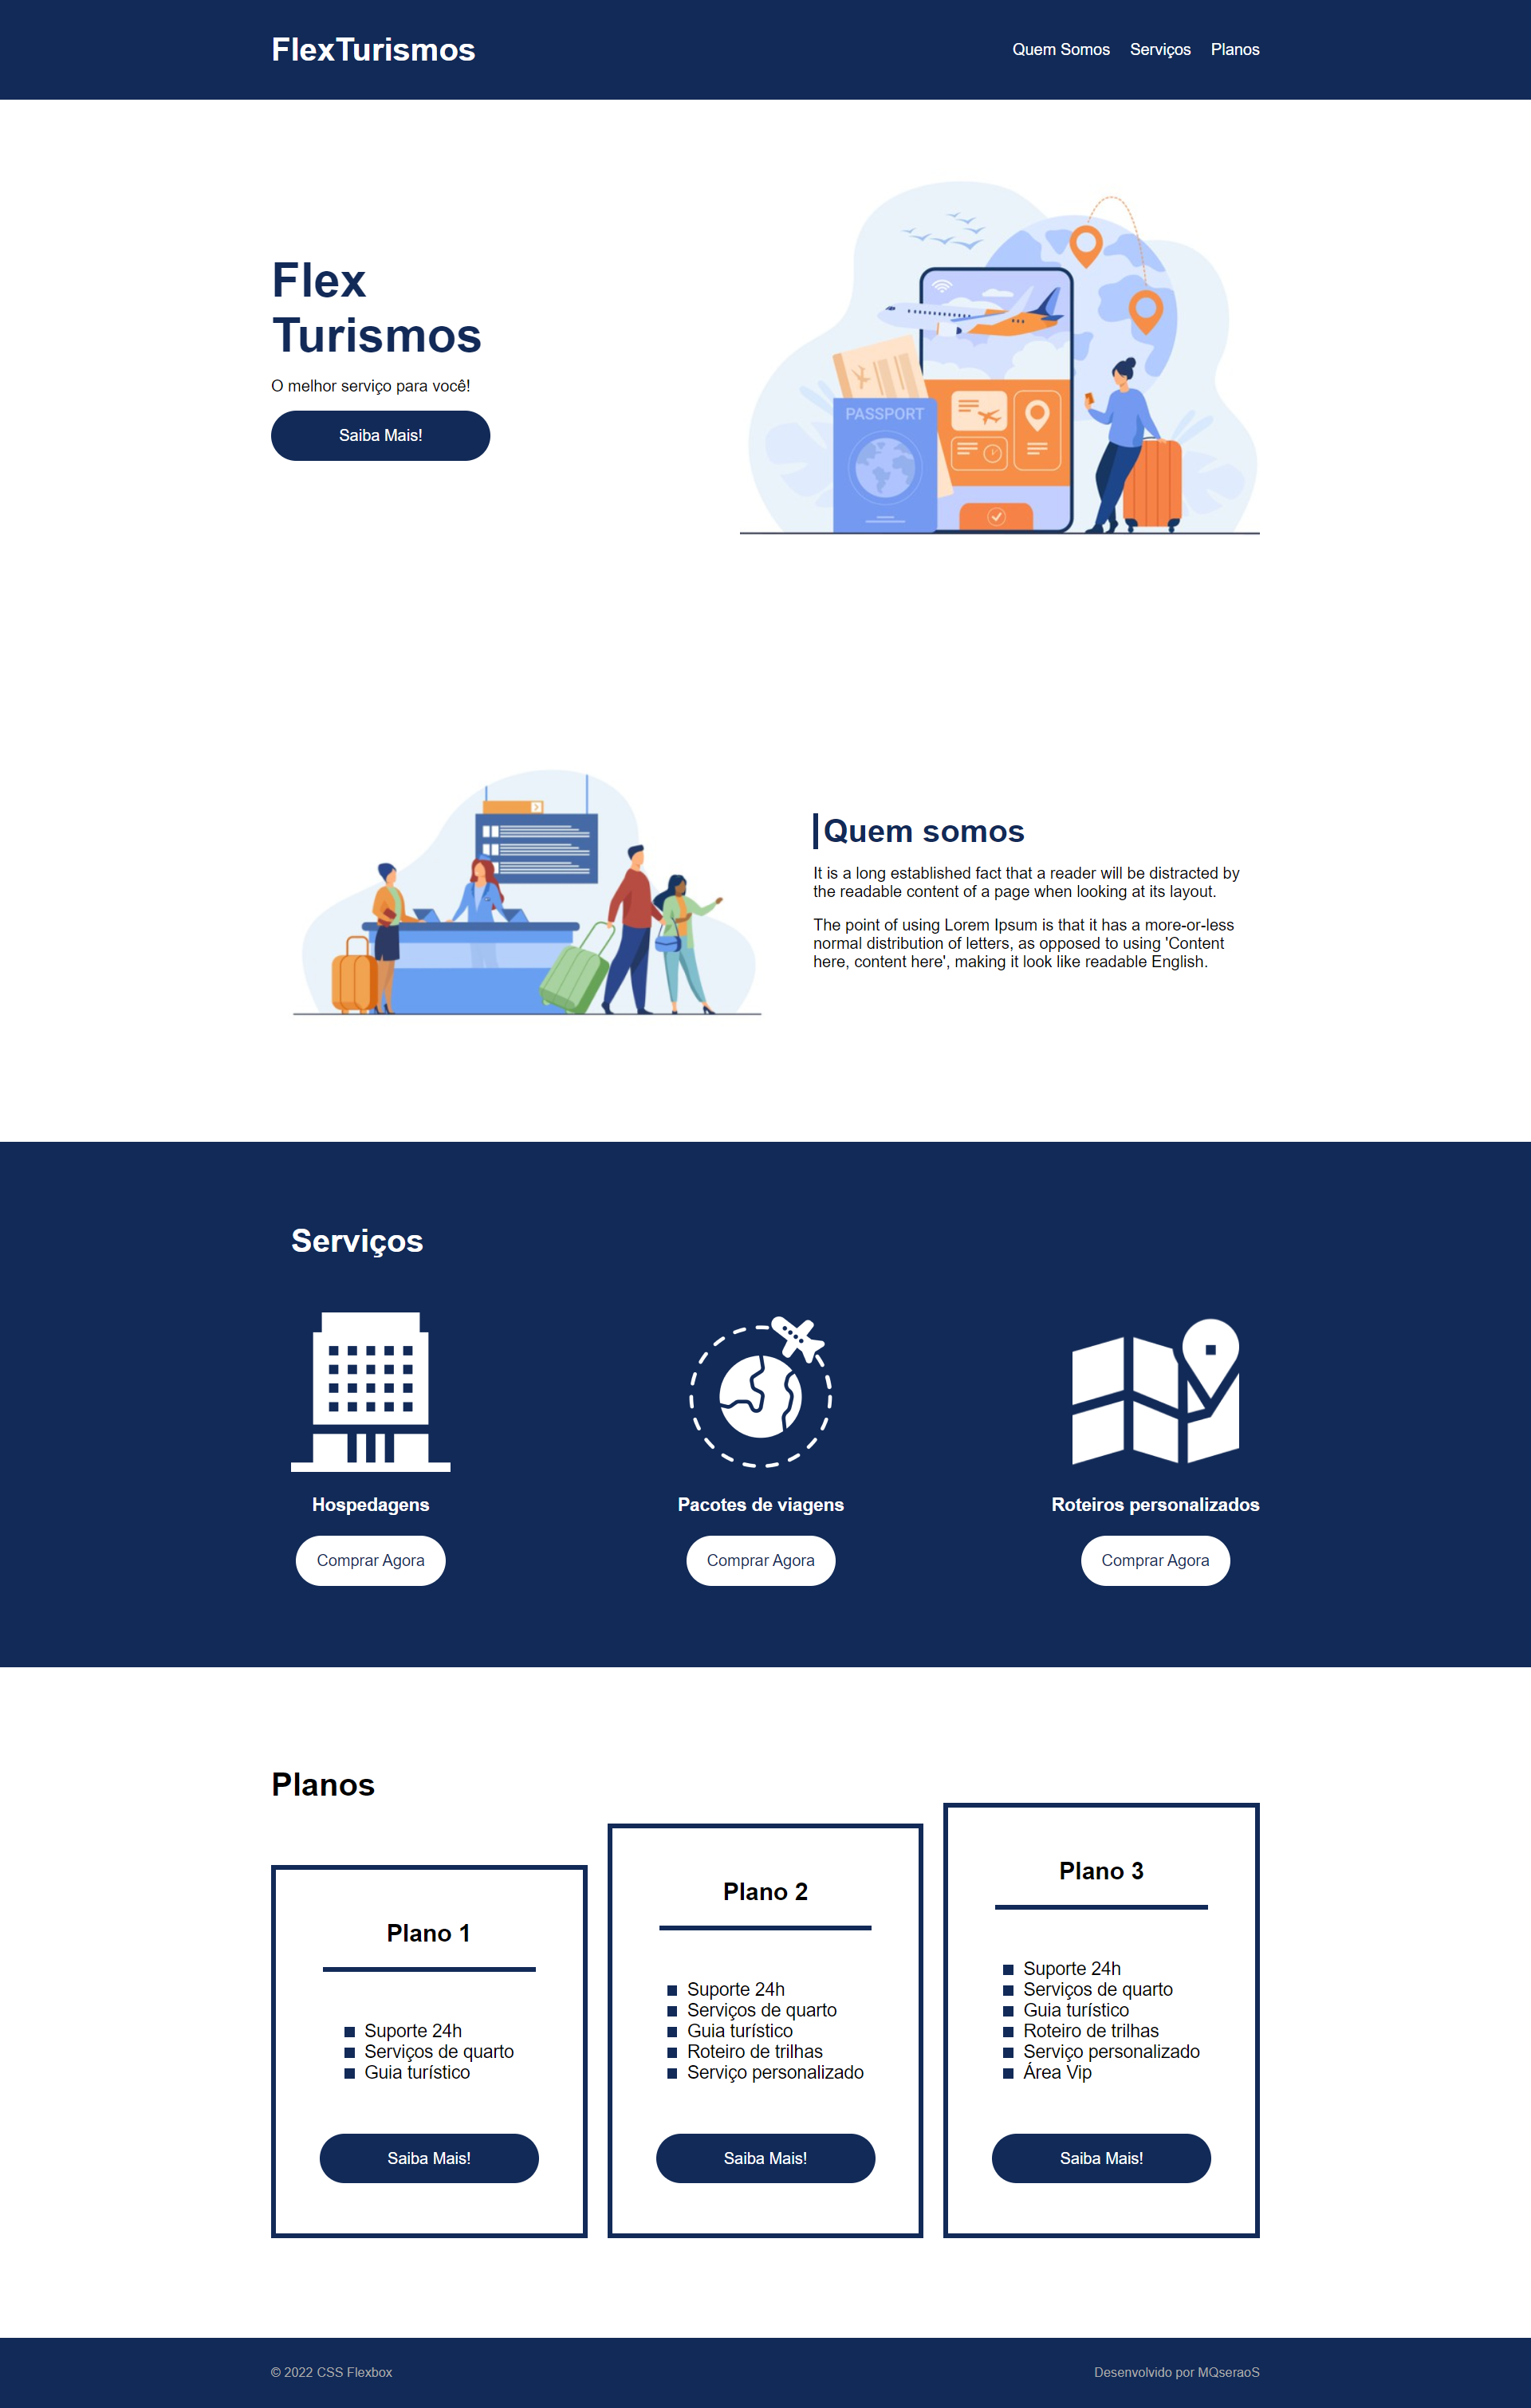 FlexTurismos
Quem Somos Serviços Planos
Flex
Turismos
O melhor serviço para você!
Saiba Mais!
PASSPORT
Quem somos
It is a long established fact that a reader will be distracted by
the readable content of a page when looking at its layout.
The point of using Lorem Ipsum is that it has a more-or-less
normal distribution of letters, as opposed to using 'Content
here, content here', making it look like readable English.
Serviços
Hospedagens
Comprar Agora
Pacotes de viagens
Comprar Agora
Roteiros personalizados
Comprar Agora
Planos
Plano 1
Suporte 24h
Serviços de quarto
Guia turístico
Saiba Mais!
Plano 2
Suporte 24h
Serviços de quarto
Guia turístico
Roteiro de trilhas
Serviço personalizado
Saiba Mais!
Plano 3
Suporte 24h
Serviços de quarto
Guia turístico
Roteiro de trilhas
Serviço personalizado
Área Vip
Saiba Mais!
© 2022 CSS Flexbox
Desenvolvido por MQseraoS